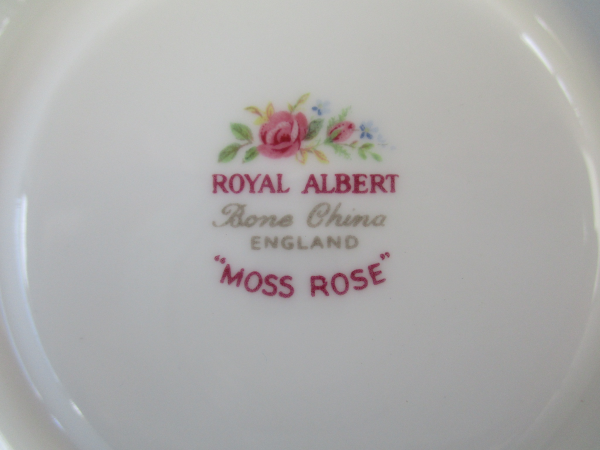 ROYAL ALBERT
Bone China
ENGLAND
"MOSS ROSE"